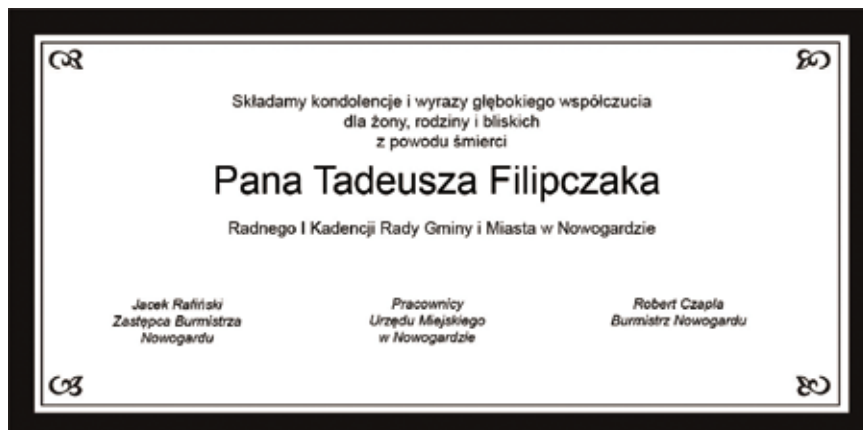 Składamy kondolencje i wyrazy głębokiego współczucia
dla żony, rodziny i bliskich
z powodu śmierci
Pana Tadeusza Filipczaka
Radnego I Kadencji Rady Gminy i Miasta w Nowogardzie
Jacek Rafiński
Zastępca Burmistrza
Nowogardu
Pracownicy
Urzędu Miejskiego
w Nowogardzie
Robert Czapla
Burmistrz Nowogardu